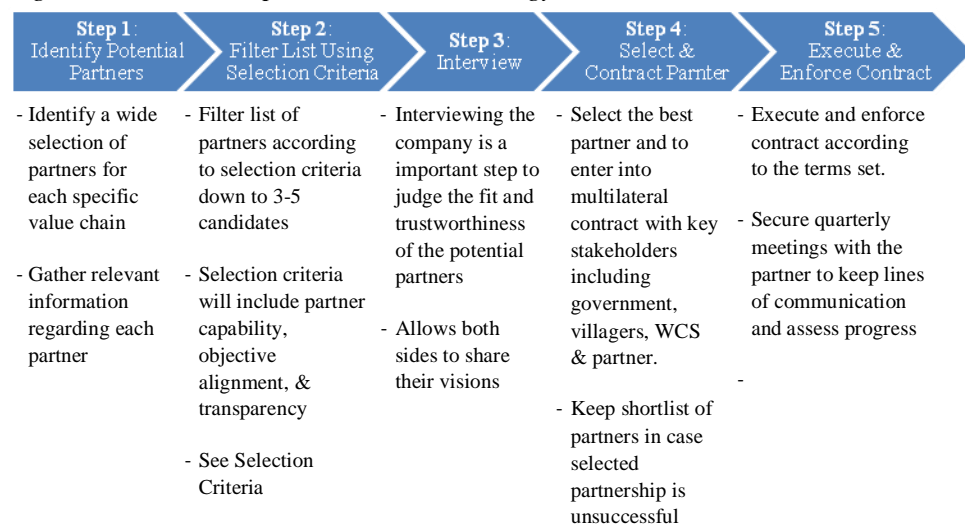 Step 1:
Identify Potential
Partners
Step 2:
Filter List Using
Selection Criteria
Step 3:
Interview
Step 4:
Select &
Contract Parnter
Step 5:
Execute &
Enforce Contract
- Identify a wide
selection of
partners for
each specific
value chain
- Gather relevant
information
regarding each
partner
- Filter list of
partners according
to selection criteria
down to 3-5
candidates
- Selection criteria
will include partner
capability,
objective
alignment, &
transparency
- See Selection
Criteria
- Interviewing the
company is a
important step to
judge the fit and
trustworthiness
of the potential
partners
- Allows both
sides to share
their visions
- Select the best
partner and to
enter into
multilateral
contract with key
stakeholders
including
government,
villagers, WCS
& partner.
- Keep shortlist of
partners in case
selected
partnership is
unsuccessful
- Execute and enforce
contract according
to the terms set.
- Secure quarterly
meetings with the
partner to keep lines
of communication
and assess progress
-